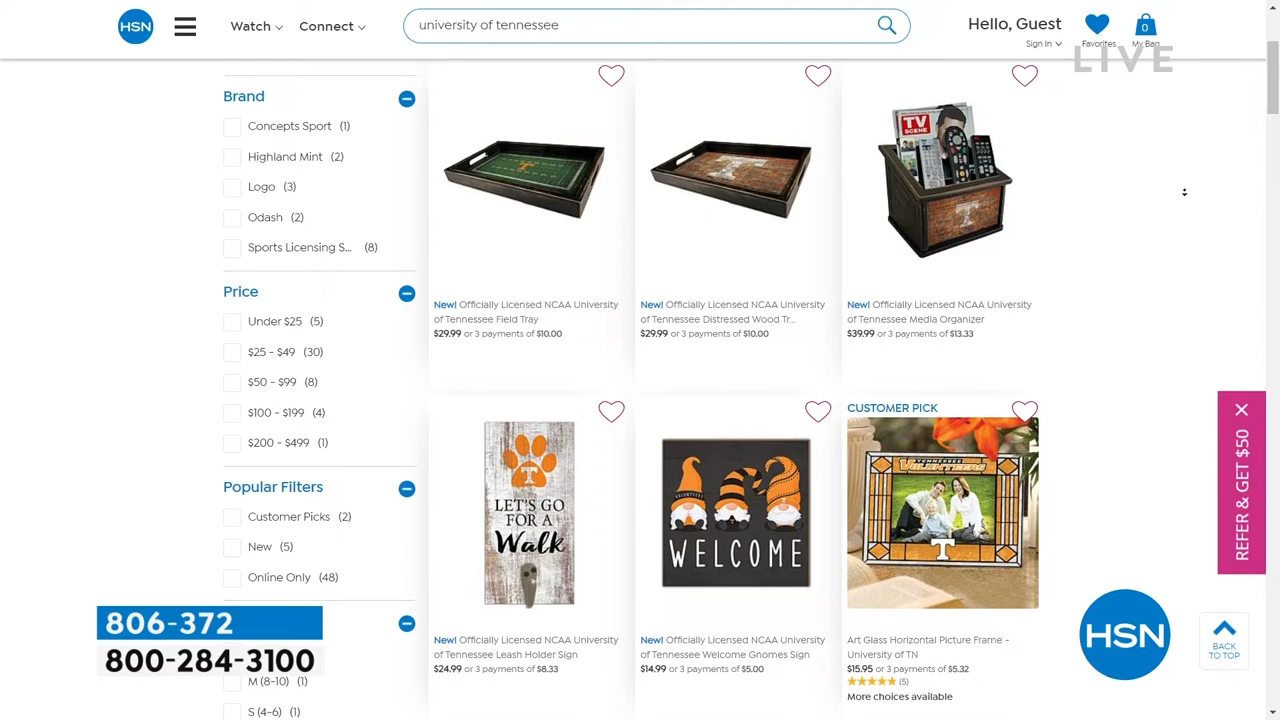 HSN
Watch
Connect
university of tennessee
Hello, Guest
Sign In
Favorites
0
My Bag
LIVE
Brand
Concepts Sport (1)
Highland Mint (2)
Logo (3)
Odash (2)
Sports Licensing S... (8)
Price
Under $25 (5)
$25 - $49 (30)
$50 - $99 (8)
$100 - $199 (4)
$200 - $499 (1)
Popular Filters
Customer Picks (2)
New (5)
Online Only (48)
M (8-10) (1)
S (4-6) (1)
806-372
800-284-3100
T
New! Officially Licensed NCAA University
of Tennessee Field Tray
$29.99 or 3 payments of $10.00
T
New! Officially Licensed NCAA University
of Tennessee Distressed Wood Tr...
$29.99 or 3 payments of $10.00
TV
SCENE
T
New! Officially Licensed NCAA University
of Tennessee Media Organizer
$39.99 or 3 payments of $13.33
T
LET'S GO
FOR A
Walk
New! Officially Licensed NCAA University
of Tennessee Leash Holder Sign
$24.99 or 3 payments of $8.33
VOLUNTEERS
WELCOME
New! Officially Licensed NCAA University
of Tennessee Welcome Gnomes Sign
$14.99 or 3 payments of $5.00
CUSTOMER PICK
TENNESSEE
VOLUNTEERS
T
Art Glass Horizontal Picture Frame -
University of TN
$15.95 or 3 payments of $5.32
(5)
More choices available
REFER & GET $50
HSN
BACK
TO TOP